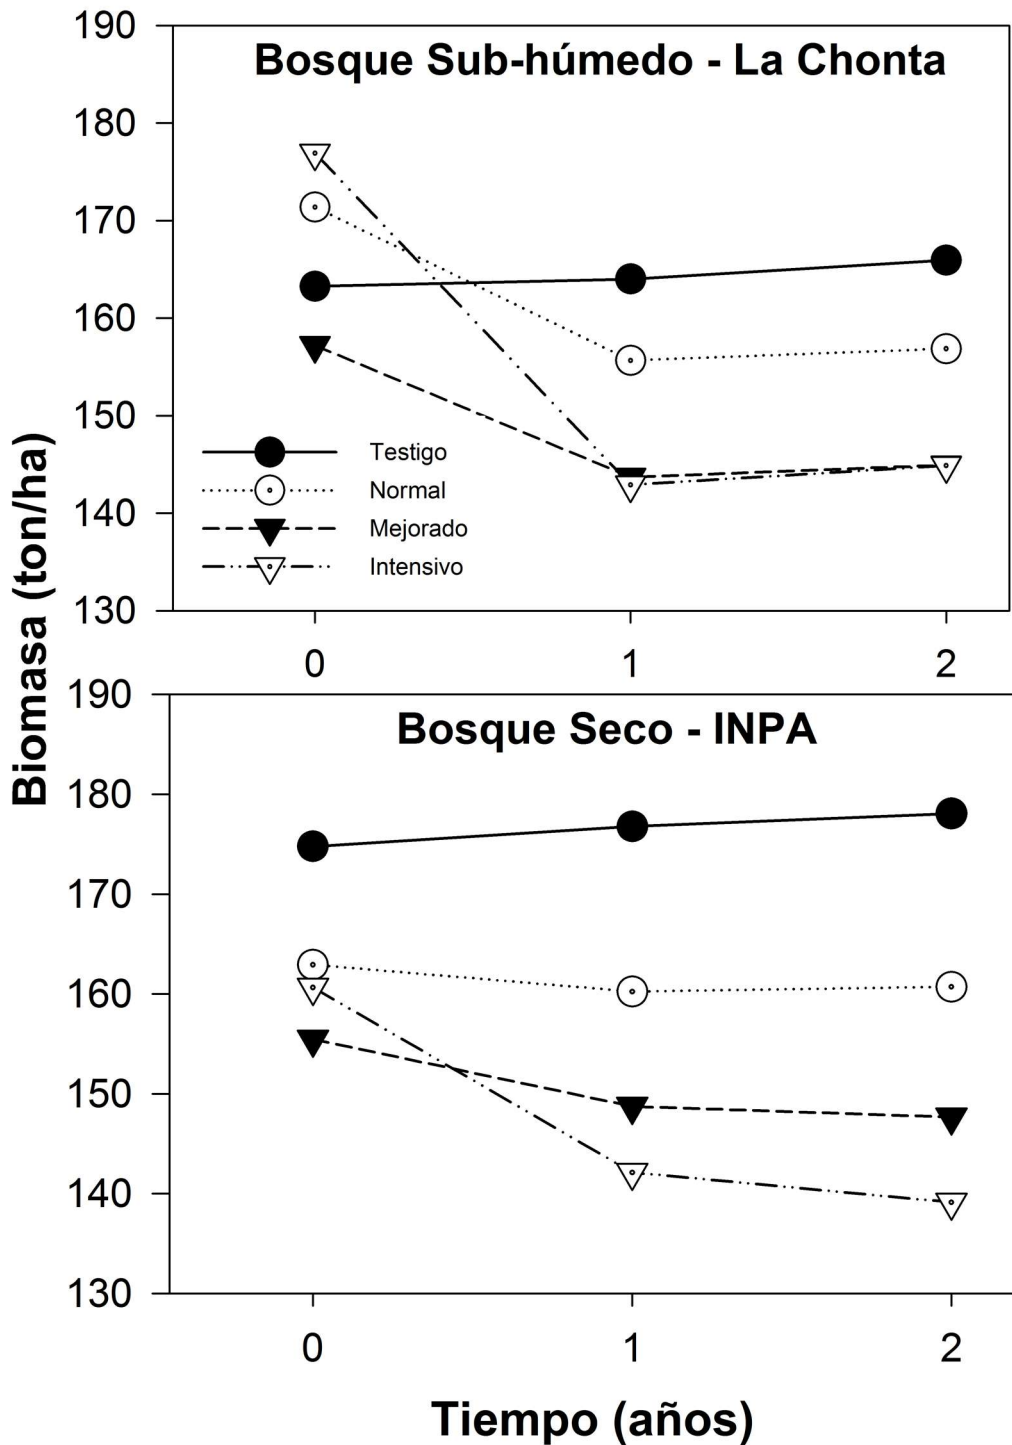 190
Bosque Sub-húmedo - La Chonta
180
170
160
150
140
130
Testigo
Normal
Mejorado
Intensivo
0 1 2
Biomasa (ton/ha)
190
Bosque Seco - INPA
180
170
160
150
140
130
0 1 2
Tiempo (años)